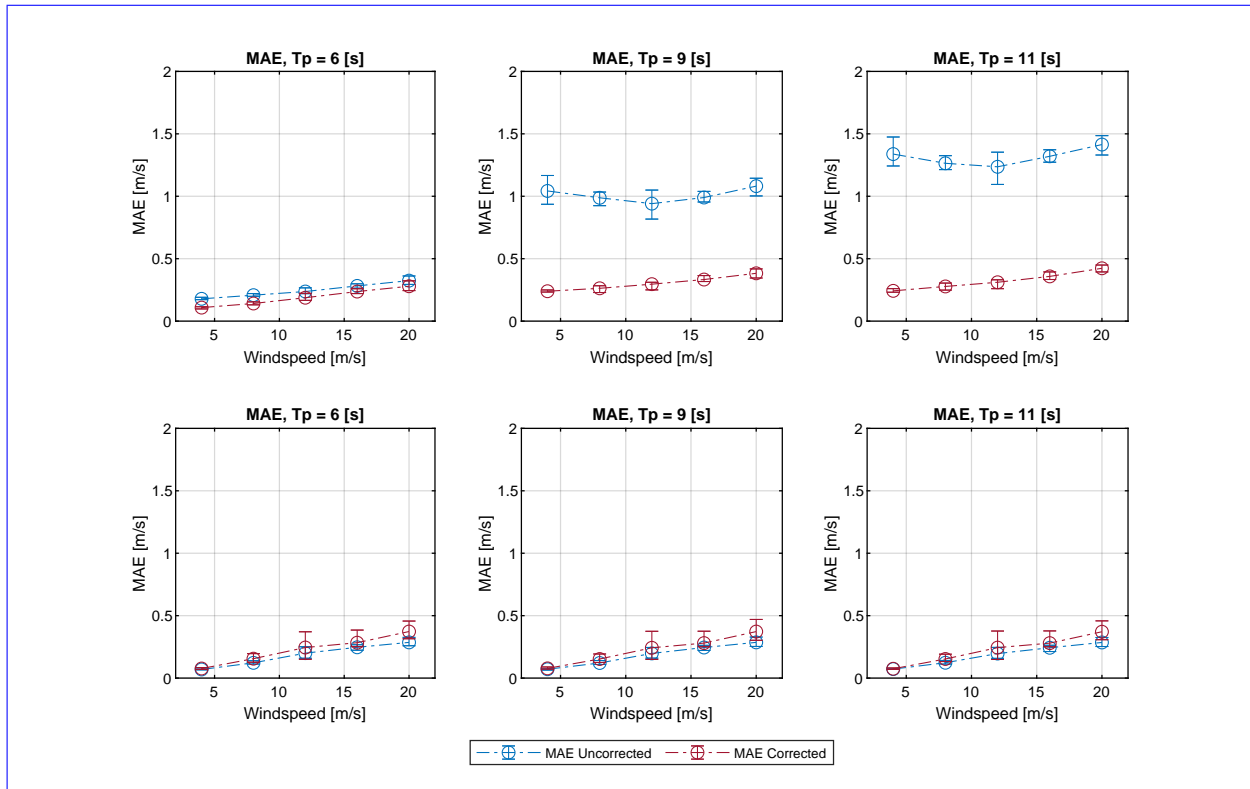 MAE, Tp = 6 [s]
MAE, Tp = 9 [s]
MAE, Tp = 11 [s]
2
1.5
1
0.5
0
MAE [m/s]
5 10 15 20
Windspeed [m/s]
2
1.5
1
0.5
0
MAE [m/s]
5 10 15 20
Windspeed [m/s]
2
1.5
1
0.5
0
MAE [m/s]
5 10 15 20
Windspeed [m/s]
MAE, Tp = 6 [s]
MAE, Tp = 9 [s]
MAE, Tp = 11 [s]
2
1.5
1
0.5
0
MAE [m/s]
5 10 15 20
Windspeed [m/s]
2
1.5
1
0.5
0
MAE [m/s]
5 10 15 20
Windspeed [m/s]
2
1.5
1
0.5
0
MAE [m/s]
5 10 15 20
Windspeed [m/s]
MAE Uncorrected
MAE Corrected